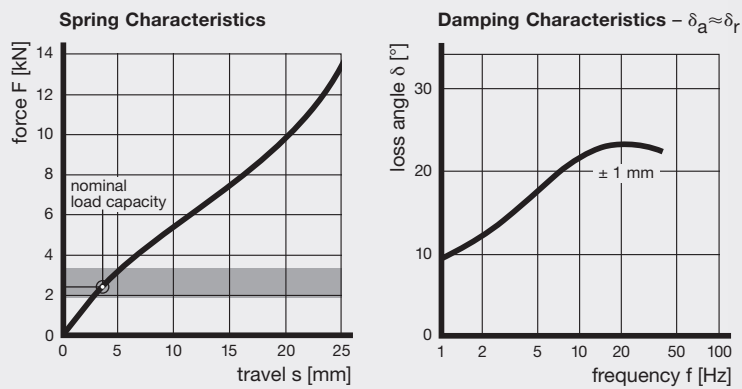 Spring Characteristics
force F [kN]
14
12
10
8
6
4
2
0
nominal
load capacity
0 5 10 15 20 25
travel s [mm]
Damping Characteristics – δa≈δr
loss angle δ [°]
30
20
10
0
± 1 mm
1 2 5 10 20 50 100
frequency f [Hz]